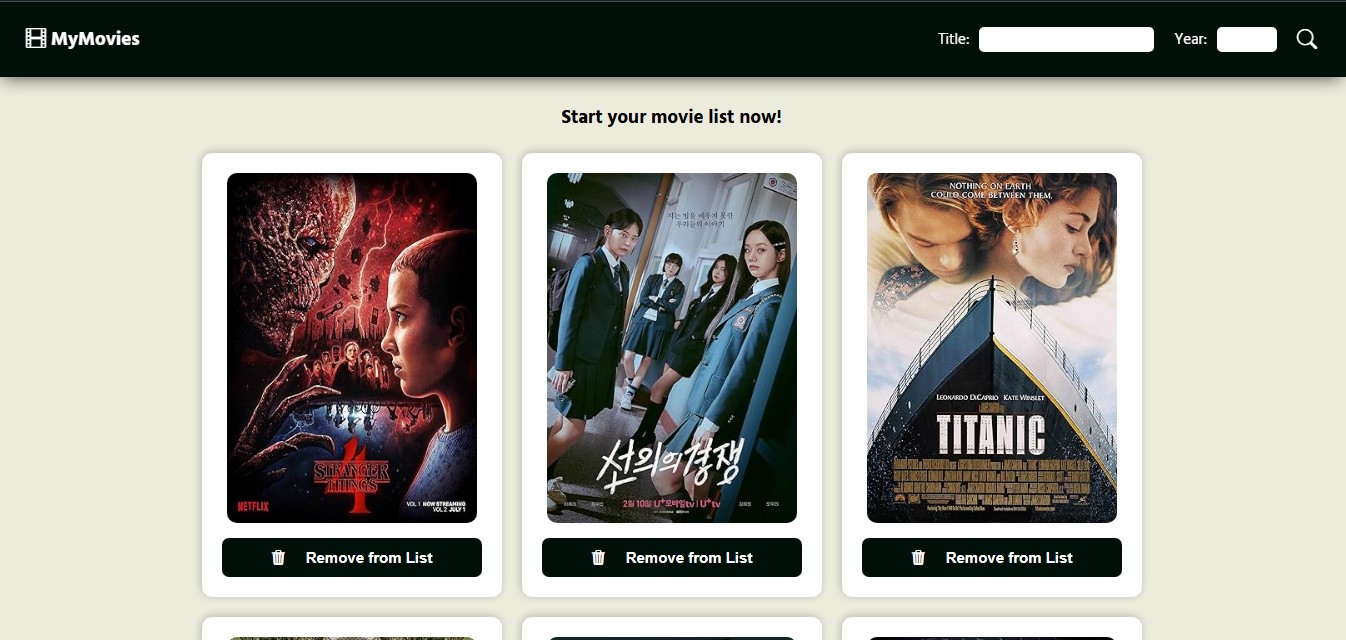 MyMovies
Title:
Year:
Start your movie list now!
STRANGER
THINGS
4
NETFLIX
VOL 1 NOW STREAMING
VOL 2 JULY 1
선의의경쟁
2월 10일 U+모바일tv | U+tv
NOTHING ON EARTH
COULD COME BETWEEN THEM.
LEONARDO DiCAPRIO KATE WINSLET
TITANIC
Remove from List
Remove from List
Remove from List